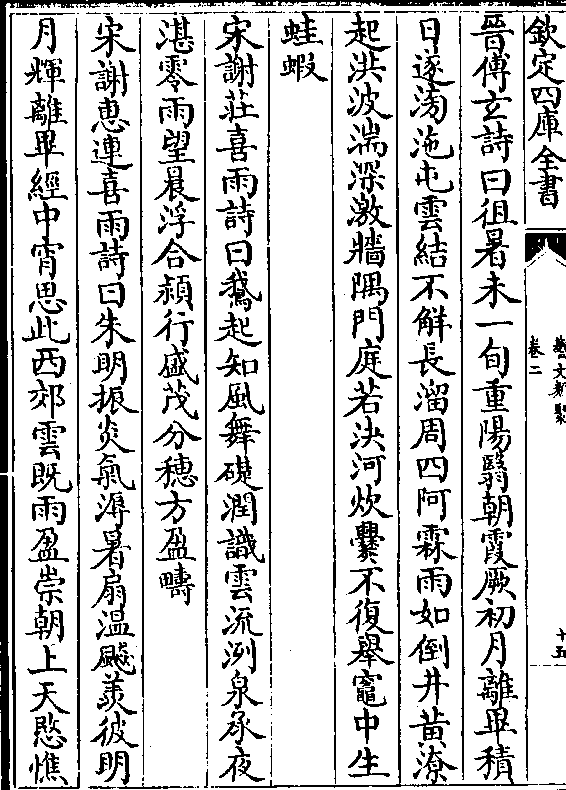 欽定四庫全書
藝文類聚
卷二
十五
晉傅玄詩曰徂暑未一旬重陽翳朝霞厥初月離畢積
日遂滂沲屯雲結不解長溜周四阿霖雨如倒井黃潦
起洪波湍深激牆隅門庭若決河炊爨不復舉竈中生
蛙蝦
宋謝莊喜雨詩曰鵞起知風舞礎潤識雲流洌泉承夜
湛零雨望晨浮合穎行盛茂分穗方盈疇
宋謝惠連喜雨詩曰朱明振炎氣溽暑扇温飈羡彼明
月輝離畢經中宵思此西郊雲既雨盈崇朝上天愍憔